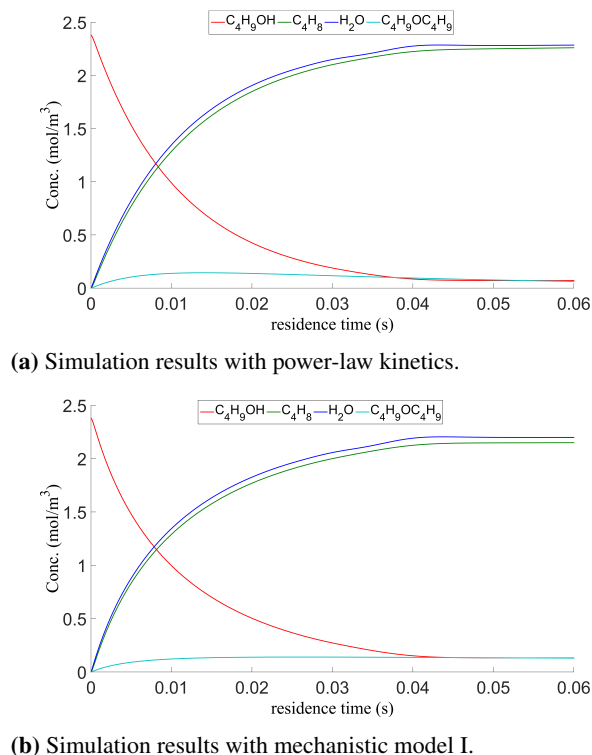 C₄H₉OH C₄H₈ H₂O C₄H₉OC₄H₉
2.5
2
1.5
1
0.5
0
Conc. (mol/m³)
0 0.01 0.02 0.03 0.04 0.05 0.06
residence time (s)
(a) Simulation results with power-law kinetics.
C₄H₉OH C₄H₈ H₂O C₄H₉OC₄H₉
2.5
2
1.5
1
0.5
0
Conc. (mol/m³)
0 0.01 0.02 0.03 0.04 0.05 0.06
residence time (s)
(b) Simulation results with mechanistic model I.